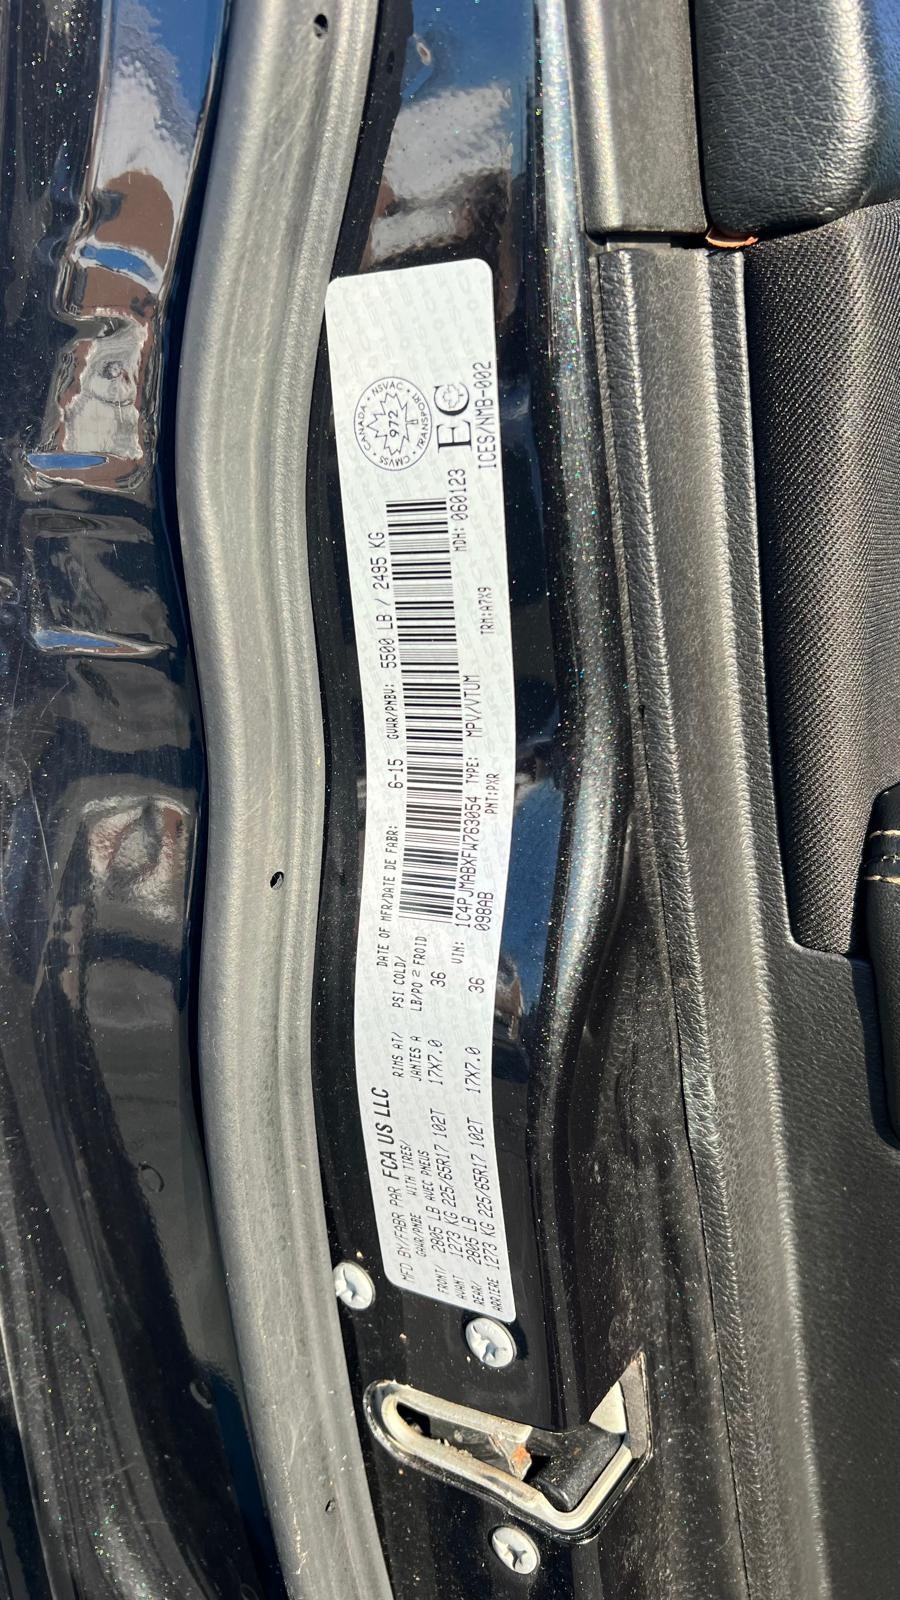 MFD BY/FABR PAR FCA US LLC
DATE OF MFR/DATE DE FABR: 6-15 GVWR/PNBV: 5500 LB / 2495 KG
GAWR/PNBE WITH TIRES/ RIMS AT/ PSI COLD/
AVEC PNEUS JANTES A LB/PO² FROID
FRONT/ 2805 LB
AVANT 1273 KG 225/65R17 102T 17X7.0 36
REAR/ 2805 LB
ARRIERE 1273 KG 225/65R17 102T 17X7.0 36
VIN: 1C4PJMABXFW763054 TYPE: MPV/VTUM MDH: 060123
098AB PNT:PXR TRM:A7X9
CANADA • NSVAC • TRANSPORT • CMVSS •
972
EC
ICES/NMB-002